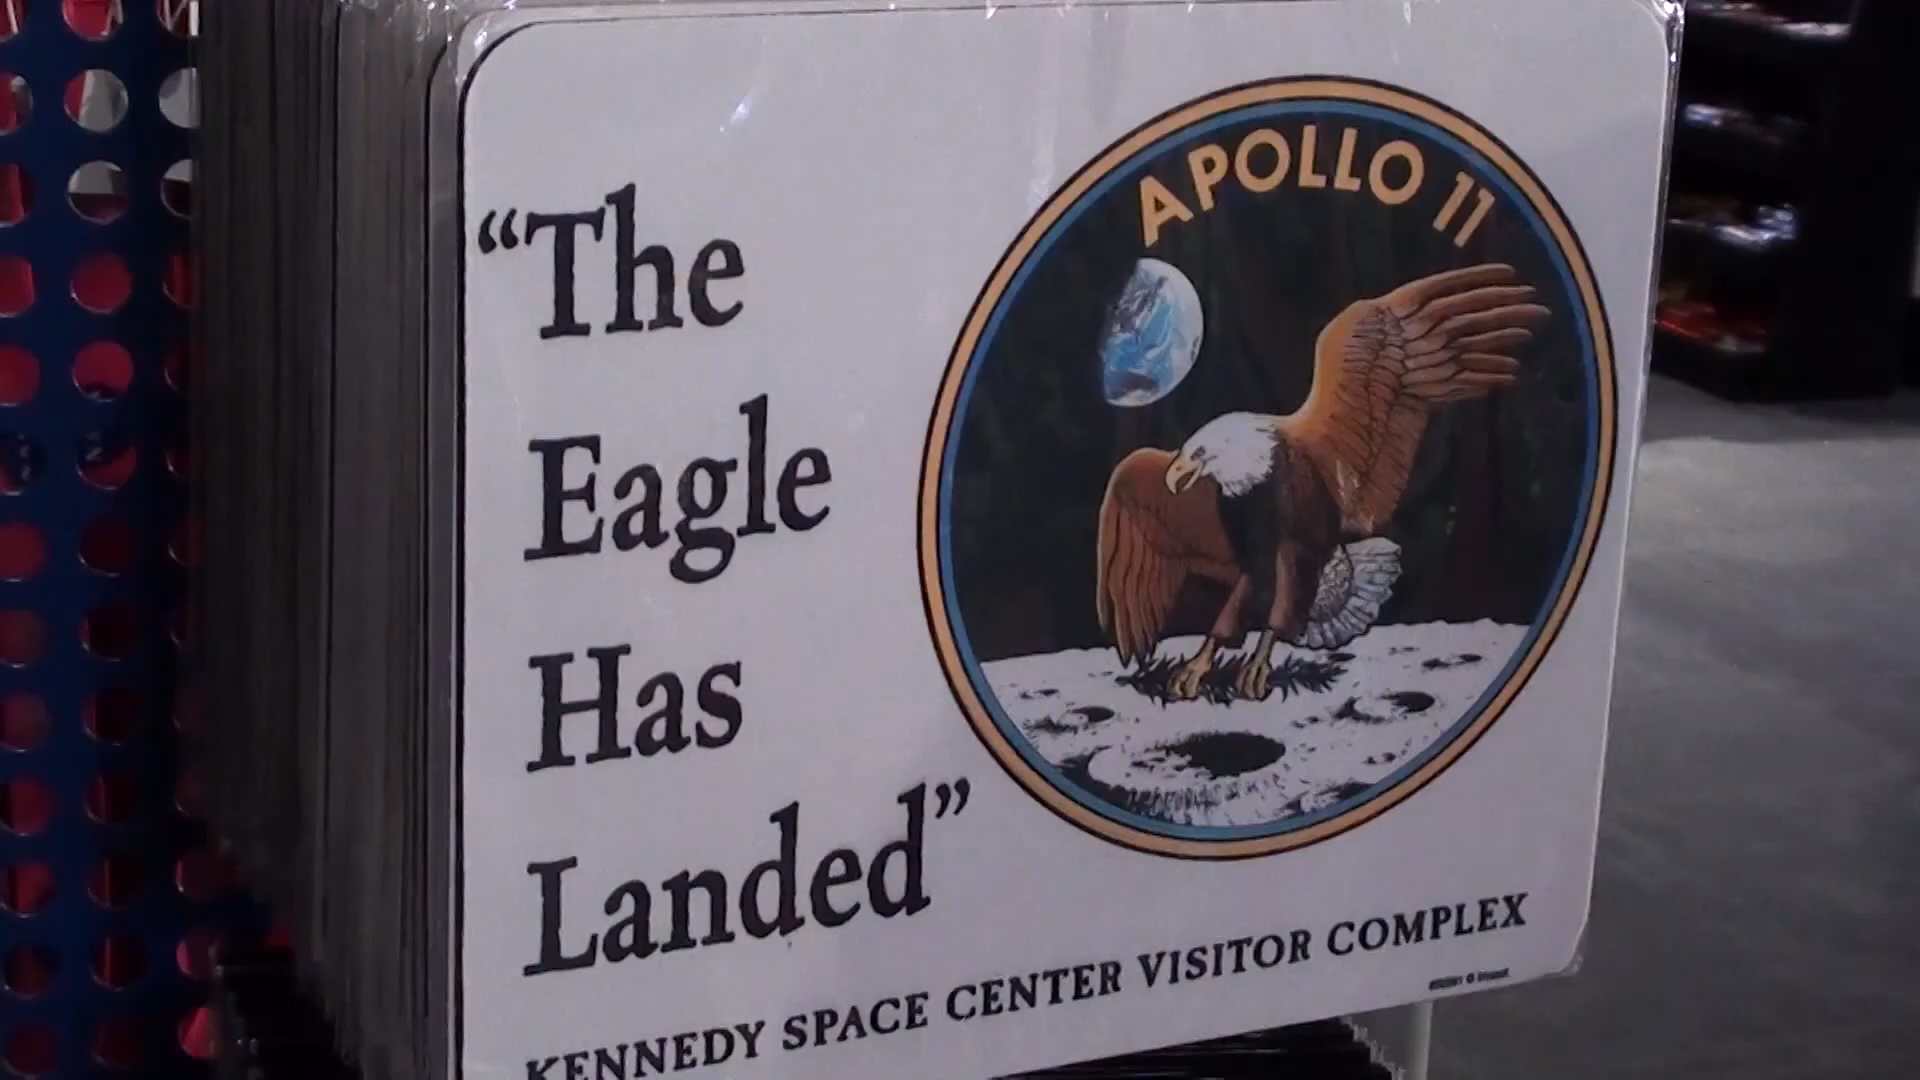 APOLLO 11
“The
Eagle
Has
Landed”
KENNEDY SPACE CENTER VISITOR COMPLEX